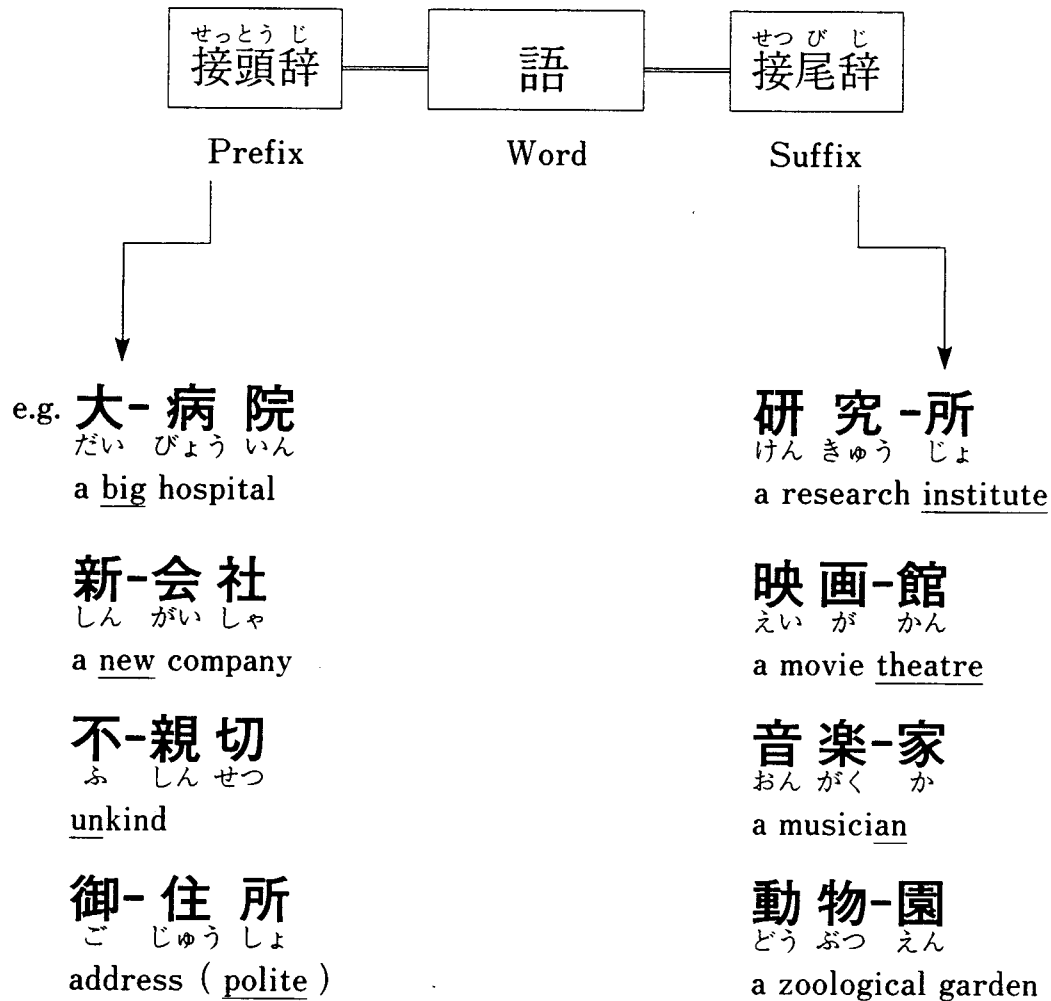 せっとうじ
接頭辞
語
せつびじ
接尾辞
Prefix
Word
Suffix
e.g. 大-病院
だい びょう いん
a big hospital
新-会社
しん がい しゃ
a new company
不-親切
ふ しん せつ
unkind
御-住所
ご じゅう しょ
address ( polite )
研究-所
けん きゅう じょ
a research institute
映画-館
えい が かん
a movie theatre
音楽-家
おん がく か
a musician
動物-園
どう ぶつ えん
a zoological garden